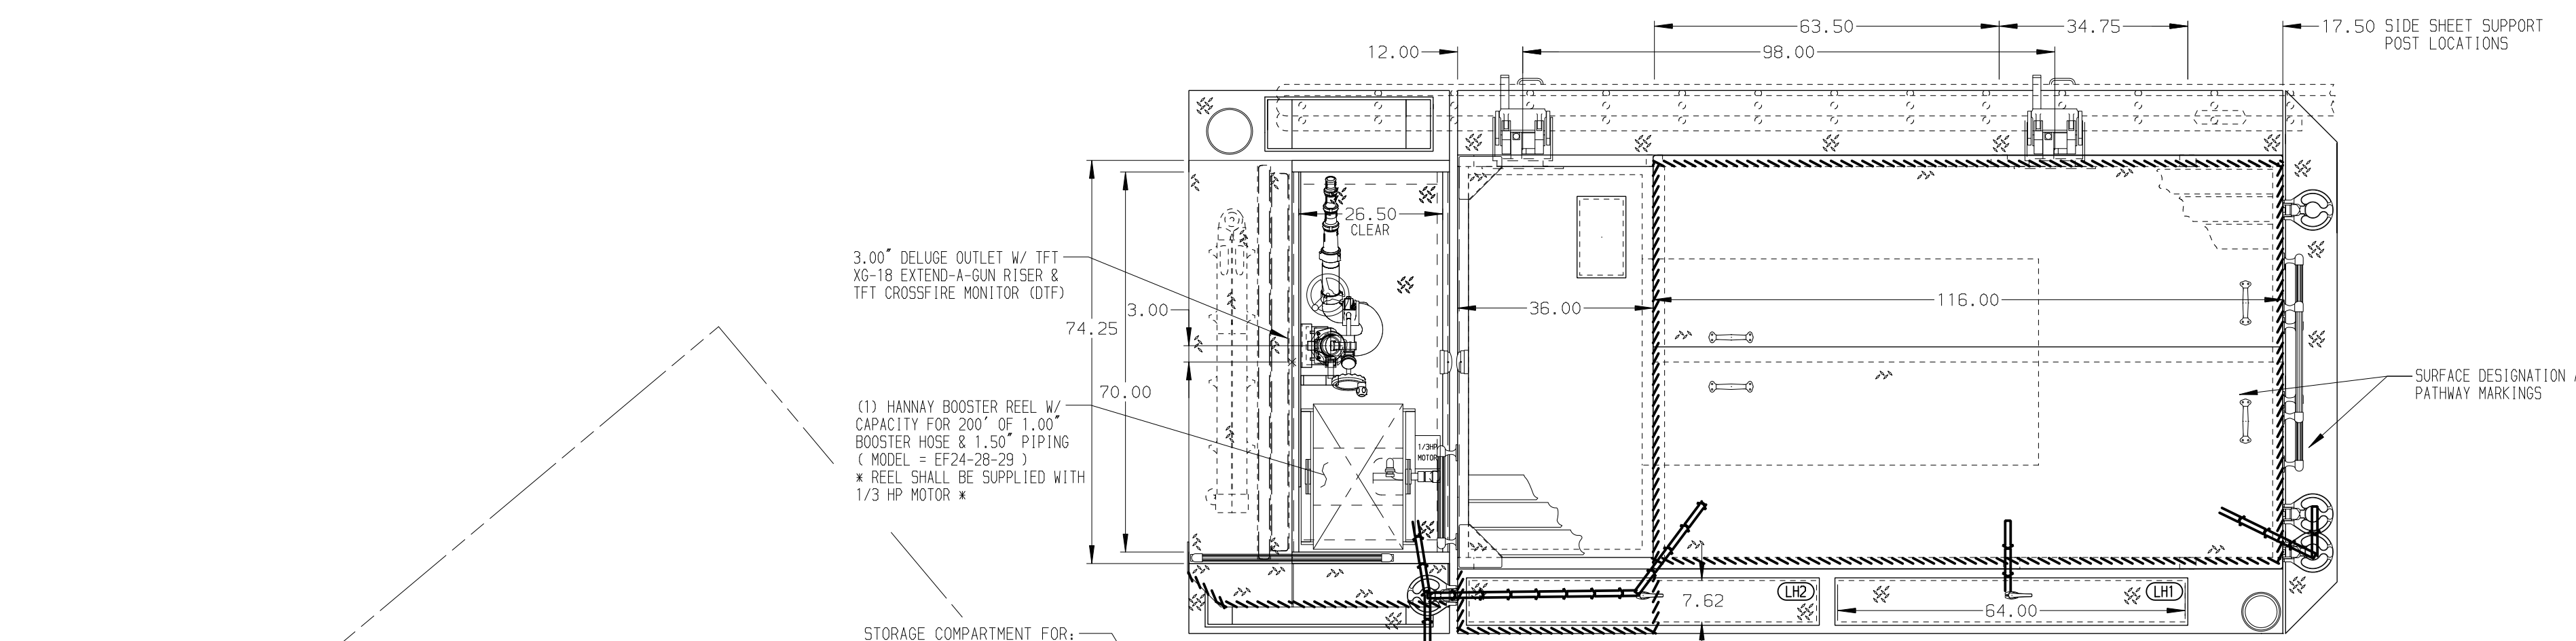 63.50
34.75
17.50 SIDE SHEET SUPPORT
POST LOCATIONS
12.00
98.00
26.50
CLEAR
3.00" DELUGE OUTLET W/ TFT
XG-18 EXTEND-A-GUN RISER &
TFT CROSSFIRE MONITOR (DTF)
3.00
74.25
70.00
36.00
116.00
(1) HANNAY BOOSTER REEL W/
CAPACITY FOR 200' OF 1.00"
BOOSTER HOSE & 1.50" PIPING
( MODEL = EF24-28-29 )
* REEL SHALL BE SUPPLIED WITH
1/3 HP MOTOR *
1/3HP
MOTOR
SURFACE DESIGNATION
PATHWAY MARKINGS
7.62
LH2
LH1
64.00
STORAGE COMPARTMENT FOR: